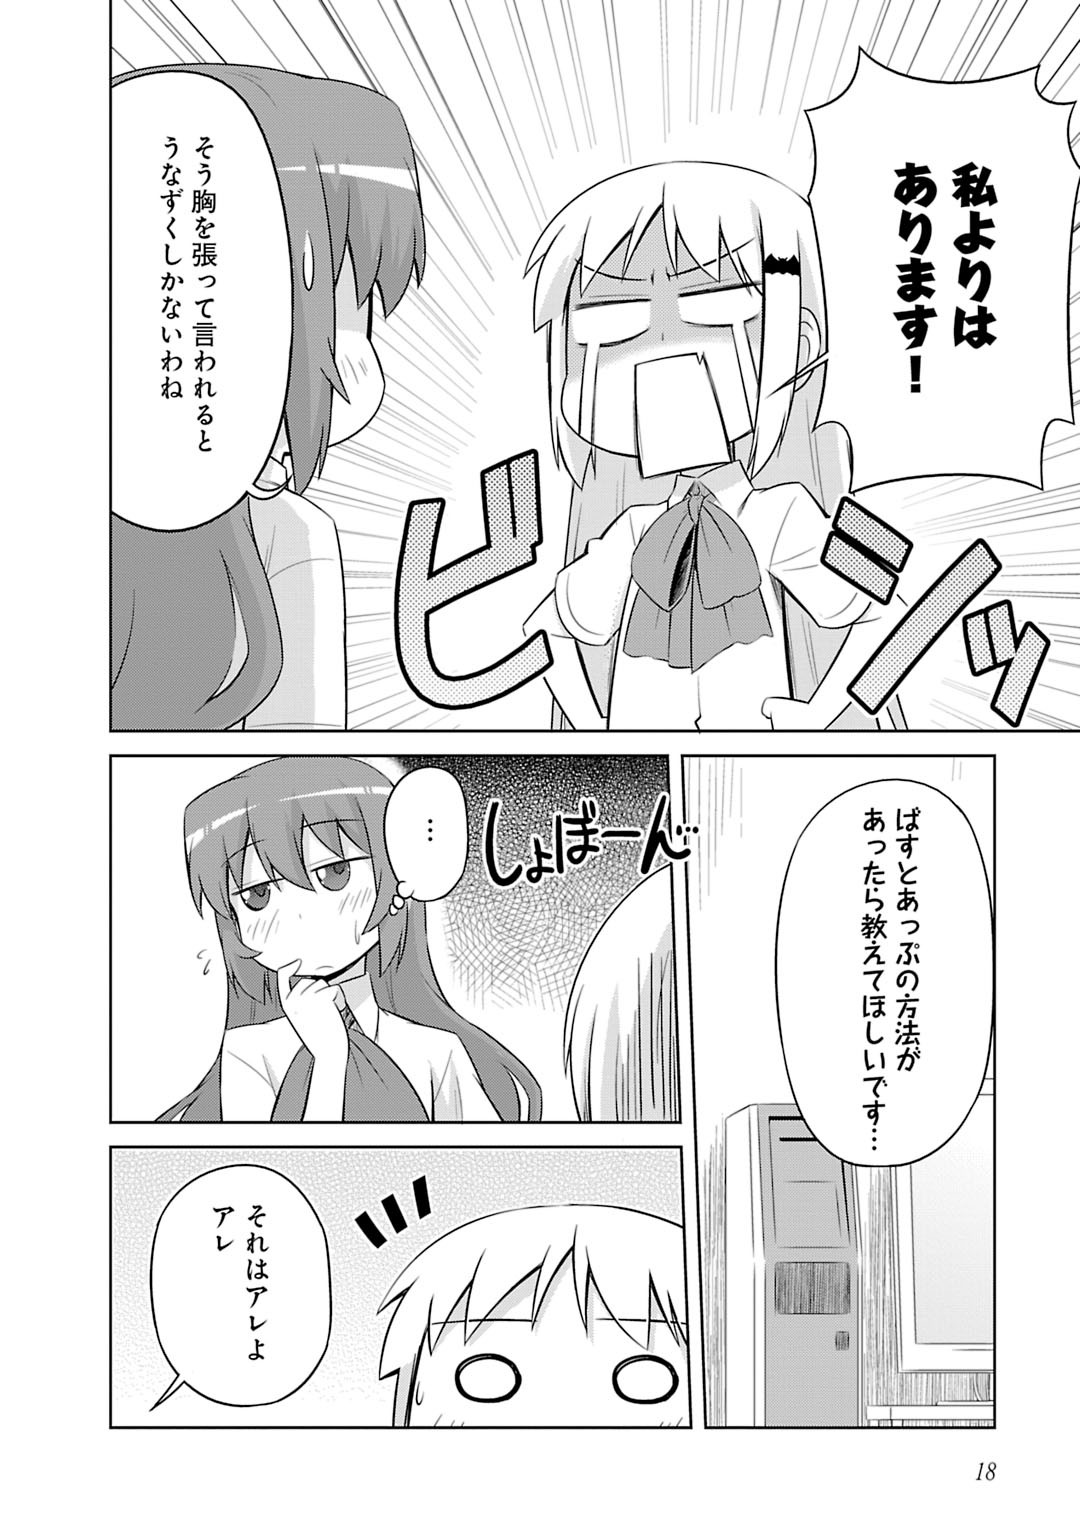 私よりは
あります!
ビシッ
そう胸を張って言われると
うなずくしかないわね
ばすとあっぷの方法が
あったら教えてほしいです…
しょぼーん
…
それはアレよ
アレ
18